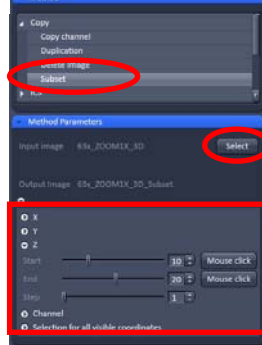 Copy
Copy channel
Duplication
Delete Image
Subset
Method Parameters
Input image 63x_ZOOM1X_3D Select
Output Image 63x_ZOOM1X_3D_Subset
X
Y
Z
Start 10 Mouse click
End 20 Mouse click
Step 1
Channel
Selection for all visible coordinates